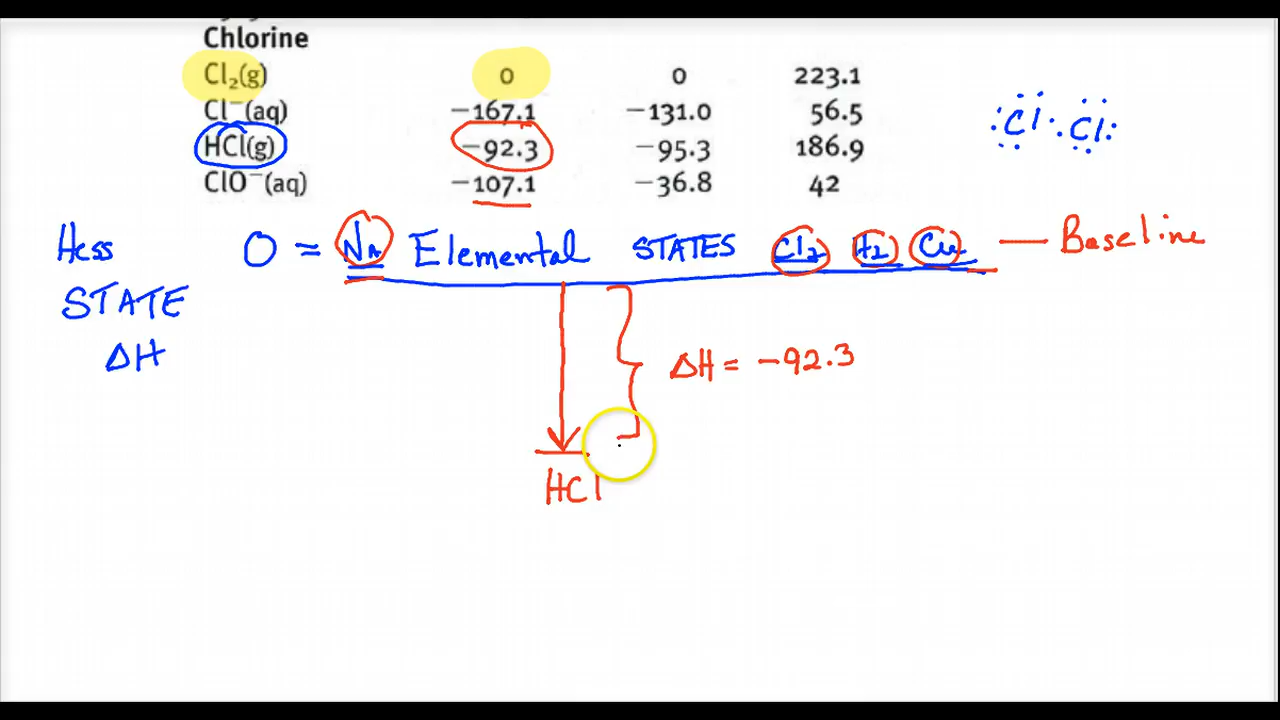 Chlorine
Cl₂(g) 0 0 223.1
Cl⁻(aq) −167.1 −131.0 56.5
HCl(g) −92.3 −95.3 186.9
ClO⁻(aq) −107.1 −36.8 42
Cl Cl
Hess 0 = Na Elemental STATES Cl₂ H₂ Cu — Baseline
STATE
ΔH
ΔH = −92.3
HCl